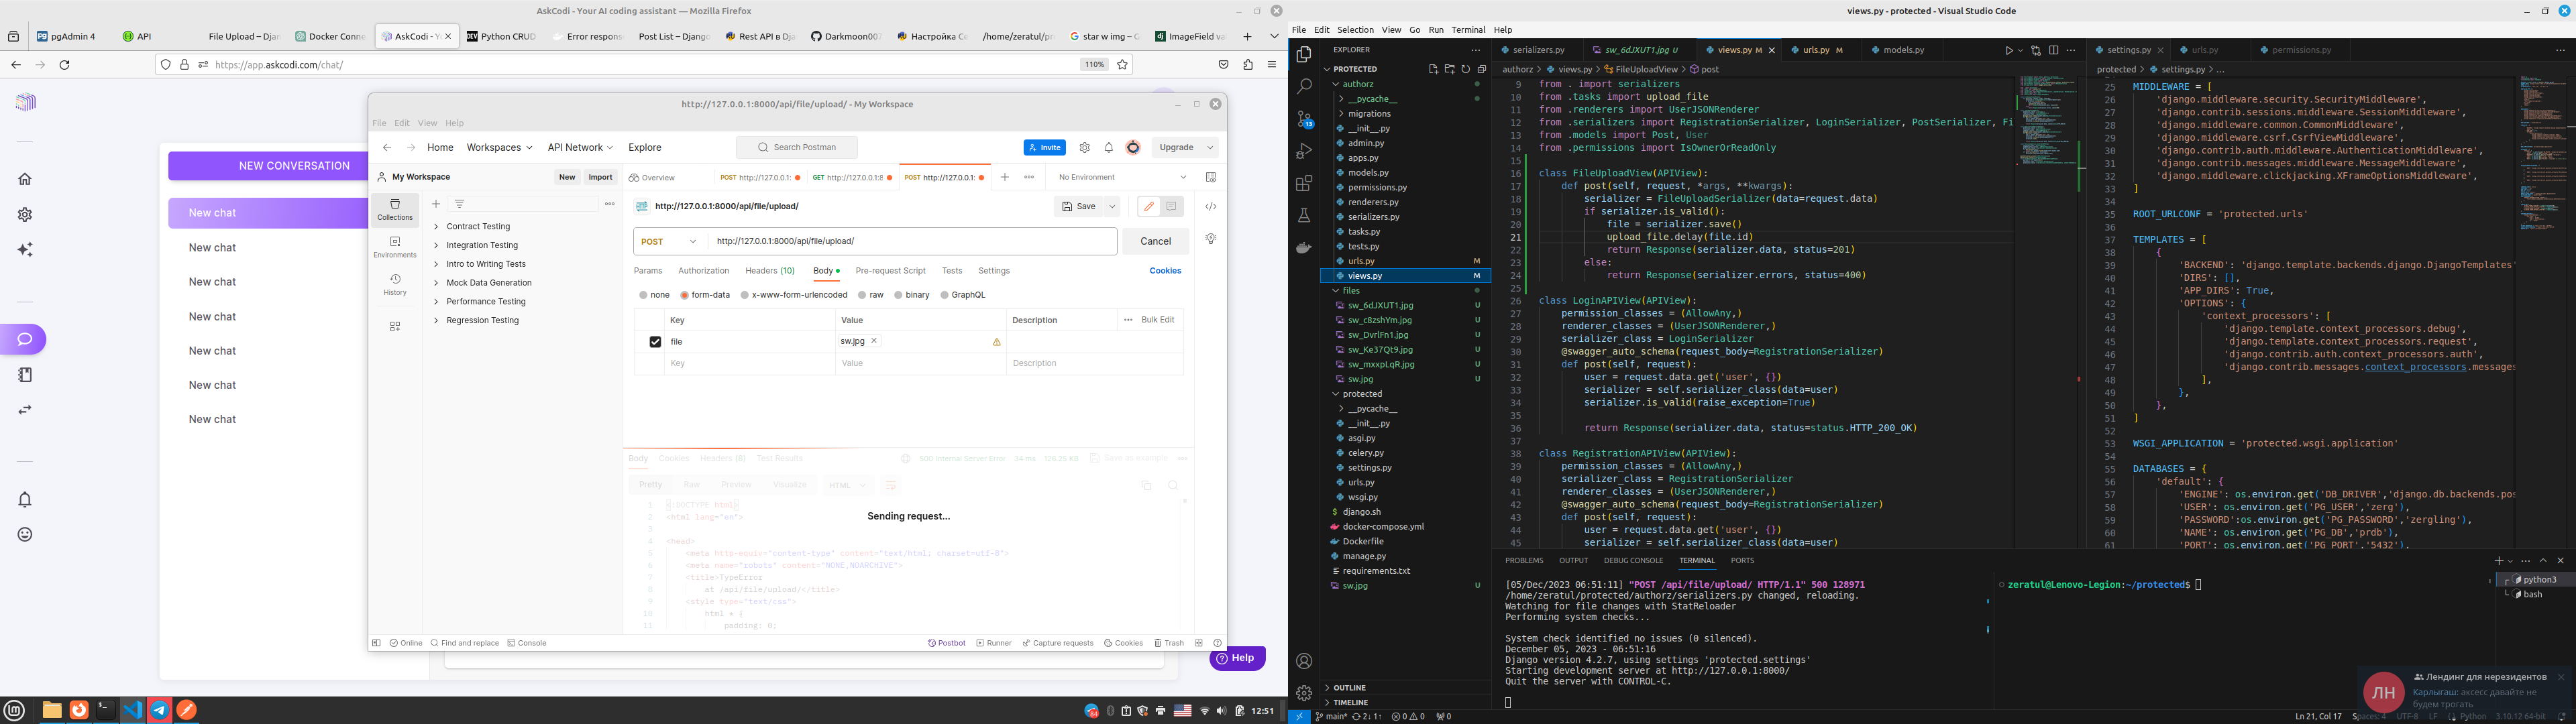 AskCodi - Your AI coding assistant — Mozilla Firefox
pgAdmin 4
API
File Upload – Djan
Docker Conne
AskCodi - Yo
Python CRUD
Error respons
Post List – Django
Rest API в Dja
Darkmoon007
Настройка Ce
/home/zeratul/pr
star w img – G
ImageField va
https://app.askcodi.com/chat/
110%
NEW CONVERSATION
New chat
New chat
New chat
New chat
New chat
New chat
New chat
Help
http://127.0.0.1:8000/api/file/upload/ - My Workspace
File Edit View Help
Home Workspaces API Network Explore
Search Postman
Invite
Upgrade
My Workspace
New Import
Overview
POST http://127.0.0.1:
GET http://127.0.0.1:8
POST http://127.0.0.1:
No Environment
Collections
Environments
History
Contract Testing
Integration Testing
Intro to Writing Tests
Mock Data Generation
Performance Testing
Regression Testing
http://127.0.0.1:8000/api/file/upload/
Save
POST http://127.0.0.1:8000/api/file/upload/
Cancel
Params Authorization Headers (10) Body Pre-request Script Tests Settings Cookies
none form-data x-www-form-urlencoded raw binary GraphQL
Key Value Description Bulk Edit
file sw.jpg
Key Value Description
Body Cookies Headers (8) Test Results 500 Internal Server Error 34 ms 126.25 KB Save as example
Pretty Raw Preview Visualize HTML
Sending request...
1 <!DOCTYPE html>
2 <html lang="en">
3
4 <head>
5 <meta http-equiv="content-type" content="text/html; charset=utf-8">
6 <meta name="robots" content="NONE,NOARCHIVE">
7 <title>TypeError
8 at /api/file/upload/</title>
9 <style type="text/css">
10 html * {
11 padding: 0;
Online Find and replace Console Postbot Runner Capture requests Cookies Trash
12:51
views.py - protected - Visual Studio Code
File Edit Selection View Go Run Terminal Help
EXPLORER
PROTECTED
authorz
__pycache__
migrations
__init__.py
admin.py
apps.py
models.py
permissions.py
renderers.py
serializers.py
tasks.py
tests.py
urls.py M
views.py M
files
sw_6dJXUT1.jpg U
sw_c8zshYm.jpg U
sw_DvrlFn1.jpg U
sw_Ke37Qt9.jpg U
sw_mxxpLqR.jpg U
sw.jpg U
protected
__pycache__
__init__.py
asgi.py
celery.py
settings.py
urls.py
wsgi.py
django.sh
docker-compose.yml
Dockerfile
manage.py
requirements.txt
sw.jpg U
OUTLINE
TIMELINE
serializers.py
sw_6dJXUT1.jpg U
views.py M
urls.py M
models.py
authorz > views.py > FileUploadView > post
9 from . import serializers
10 from .tasks import upload_file
11 from .renderers import UserJSONRenderer
12 from .serializers import RegistrationSerializer, LoginSerializer, PostSerializer, Fi
13 from .models import Post, User
14 from .permissions import IsOwnerOrReadOnly
15
16 class FileUploadView(APIView):
17 def post(self, request, *args, **kwargs):
18 serializer = FileUploadSerializer(data=request.data)
19 if serializer.is_valid():
20 file = serializer.save()
21 upload_file.delay(file.id)
22 return Response(serializer.data, status=201)
23 else:
24 return Response(serializer.errors, status=400)
25
26 class LoginAPIView(APIView):
27 permission_classes = (AllowAny,)
28 renderer_classes = (UserJSONRenderer,)
29 serializer_class = LoginSerializer
30 @swagger_auto_schema(request_body=RegistrationSerializer)
31 def post(self, request):
32 user = request.data.get('user', {})
33 serializer = self.serializer_class(data=user)
34 serializer.is_valid(raise_exception=True)
35
36 return Response(serializer.data, status=status.HTTP_200_OK)
37
38 class RegistrationAPIView(APIView):
39 permission_classes = (AllowAny,)
40 serializer_class = RegistrationSerializer
41 renderer_classes = (UserJSONRenderer,)
42 @swagger_auto_schema(request_body=RegistrationSerializer)
43 def post(self, request):
44 user = request.data.get('user', {})
45 serializer = self.serializer_class(data=user)
settings.py
urls.py
permissions.py
protected > settings.py > ...
25 MIDDLEWARE = [
26 'django.middleware.security.SecurityMiddleware',
27 'django.contrib.sessions.middleware.SessionMiddleware',
28 'django.middleware.common.CommonMiddleware',
29 'django.middleware.csrf.CsrfViewMiddleware',
30 'django.contrib.auth.middleware.AuthenticationMiddleware',
31 'django.contrib.messages.middleware.MessageMiddleware',
32 'django.middleware.clickjacking.XFrameOptionsMiddleware',
33 ]
34
35 ROOT_URLCONF = 'protected.urls'
36
37 TEMPLATES = [
38 {
39 'BACKEND': 'django.template.backends.django.DjangoTemplates'
40 'DIRS': [],
41 'APP_DIRS': True,
42 'OPTIONS': {
43 'context_processors': [
44 'django.template.context_processors.debug',
45 'django.template.context_processors.request',
46 'django.contrib.auth.context_processors.auth',
47 'django.contrib.messages.context_processors.messages
48 ],
49 },
50 },
51 ]
52
53 WSGI_APPLICATION = 'protected.wsgi.application'
54
55 DATABASES = {
56 'default': {
57 'ENGINE': os.environ.get('DB_DRIVER','django.db.backends.pos
58 'USER': os.environ.get('PG_USER','zerg'),
59 'PASSWORD':os.environ.get('PG_PASSWORD','zergling'),
60 'NAME': os.environ.get('PG_DB','prdb'),
61 'PORT': os.environ.get('PG_PORT','5432'),
PROBLEMS OUTPUT DEBUG CONSOLE TERMINAL PORTS
[05/Dec/2023 06:51:11] "POST /api/file/upload/ HTTP/1.1" 500 128971
/home/zeratul/protected/authorz/serializers.py changed, reloading.
Watching for file changes with StatReloader
Performing system checks...
System check identified no issues (0 silenced).
December 05, 2023 - 06:51:16
Django version 4.2.7, using settings 'protected.settings'
Starting development server at http://127.0.0.1:8000/
Quit the server with CONTROL-C.
zeratul@Lenovo-Legion:~/protected$
python3
bash
ЛН
Лендинг для нерезидентов
Карлыгаш: аксесс давайте не
будем трогать
main* 2↓ 1↑ 0 0 0
Ln 21, Col 17 Spaces: 4 UTF-8 LF Python 3.10.12 64-bit